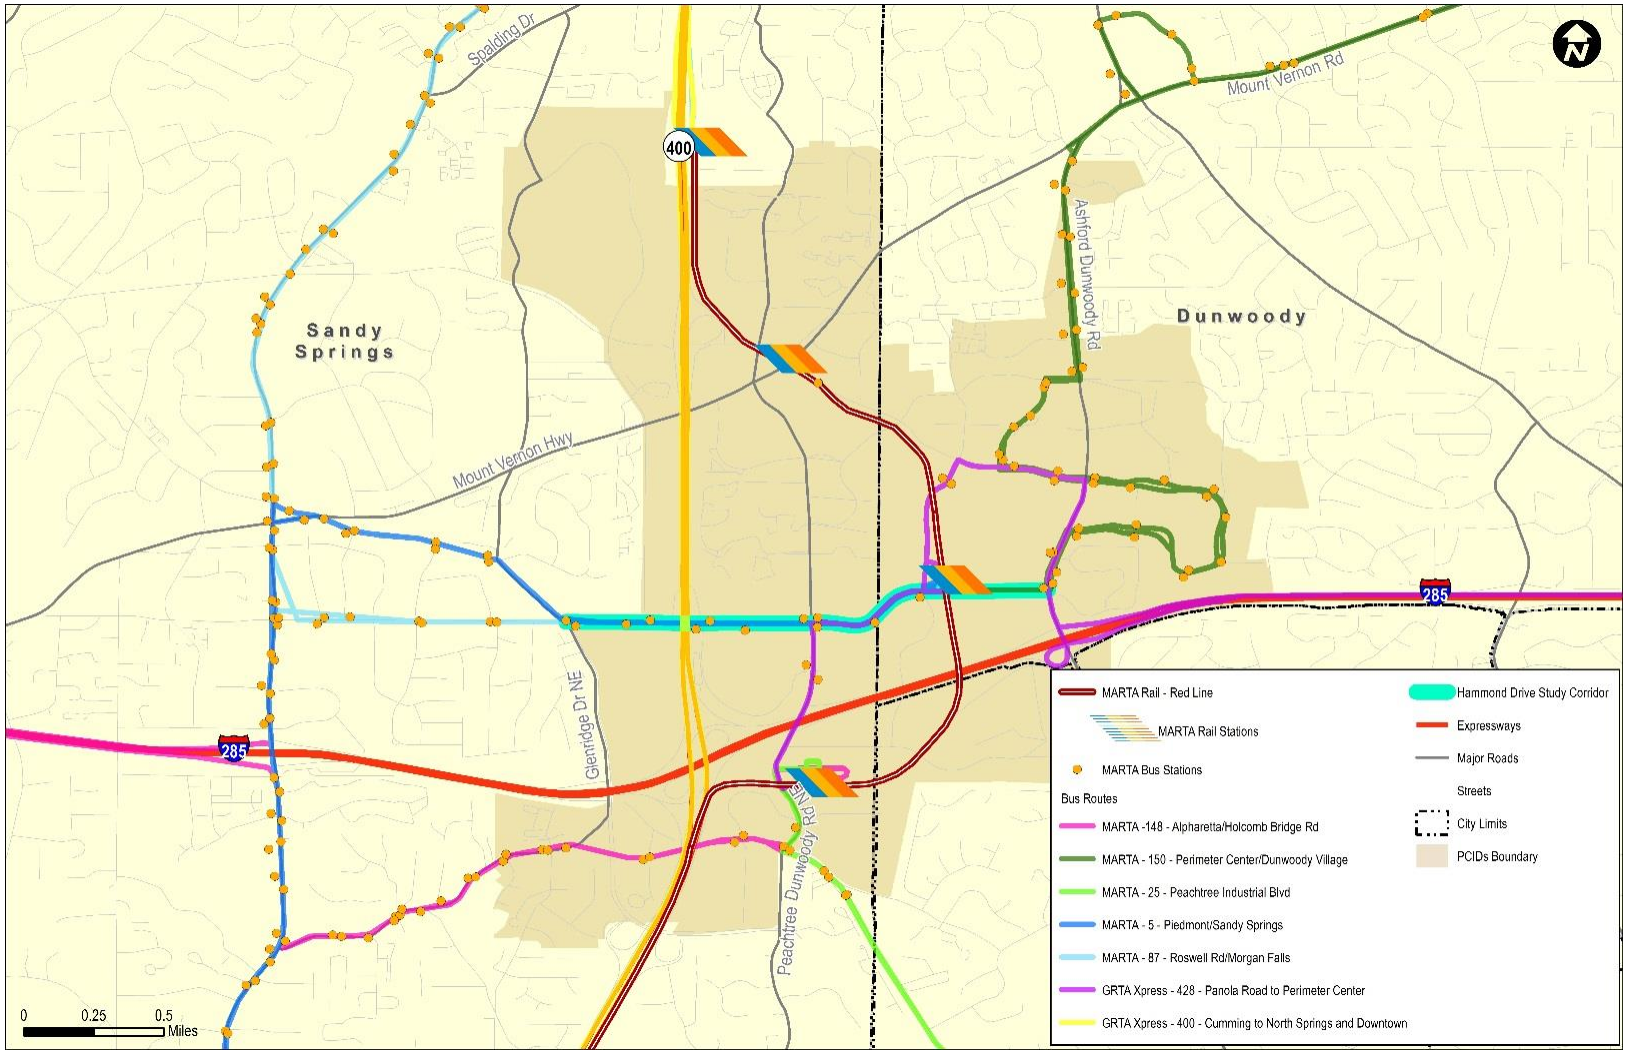 Spalding Dr
N
Mount Vernon Rd
400
Ashford Dunwoody Rd
Sandy
Springs
Dunwoody
Mount Vernon Hwy
285
Glenridge Dr NE
285
Peachtree Dunwoody Rd NE
0 0.25 0.5
Miles
MARTA Rail - Red Line
MARTA Rail Stations
MARTA Bus Stations
Bus Routes
MARTA -148 - Alpharetta/Holcomb Bridge Rd
MARTA - 150 - Perimeter Center/Dunwoody Village
MARTA - 25 - Peachtree Industrial Blvd
MARTA - 5 - Piedmont/Sandy Springs
MARTA - 87 - Roswell Rd/Morgan Falls
GRTA Xpress - 428 - Panola Road to Perimeter Center
GRTA Xpress - 400 - Cumming to North Springs and Downtown
Hammond Drive Study Corridor
Expressways
Major Roads
Streets
City Limits
PCIDs Boundary